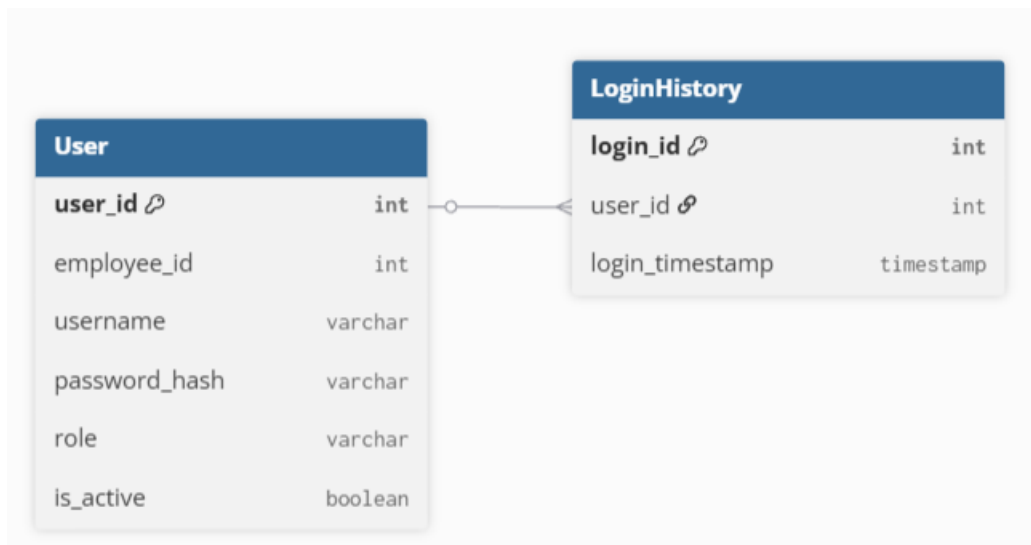 User
user_id int
employee_id int
username varchar
password_hash varchar
role varchar
is_active boolean
LoginHistory
login_id int
user_id int
login_timestamp timestamp